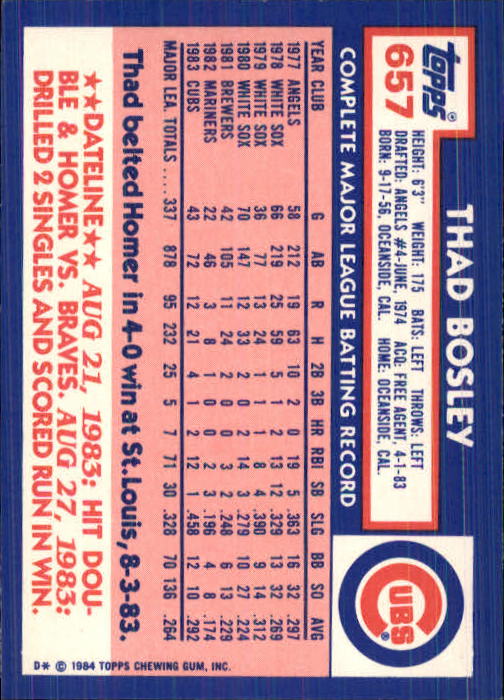 Topps®
657
THAD BOSLEY
HEIGHT: 6'3" WEIGHT: 175 BATS: LEFT THROWS: LEFT
DRAFTED: ANGELS #4-JUNE, 1974 ACQ: FREE AGENT, 4-1-83
BORN: 9-17-56, OCEANSIDE, CAL. HOME: OCEANSIDE, CAL.
CUBS®
COMPLETE MAJOR LEAGUE BATTING RECORD
YEAR CLUB G AB R H 2B 3B HR RBI SB SLG BB SO AVG
1977 ANGELS 58 212 19 63 10 2 0 19 5 .363 16 32 .297
1978 WHITE SOX 66 219 25 59 5 1 2 13 12 .329 13 32 .269
1979 WHITE SOX 36 77 13 24 1 1 1 8 4 .390 9 14 .312
1980 WHITE SOX 70 147 12 33 2 0 2 14 3 .279 10 27 .224
1981 BREWERS 42 105 11 24 2 0 0 3 2 .248 6 13 .229
1982 MARINERS 22 46 3 8 1 0 0 2 3 .196 4 8 .174
1983 CUBS 43 72 12 21 4 1 2 12 1 .458 12 10 .292
MAJOR LEA. TOTALS .... 337 878 95 232 25 5 7 71 30 .328 70 136 .264
Thad belted Homer in 4-0 win at St. Louis, 8-3-83.
★★DATELINE★★ AUG 21, 1983: HIT DOU-
BLE & HOMER VS. BRAVES. AUG 27, 1983:
DRILLED 2 SINGLES AND SCORED RUN IN WIN.
D* © 1984 TOPPS CHEWING GUM, INC.